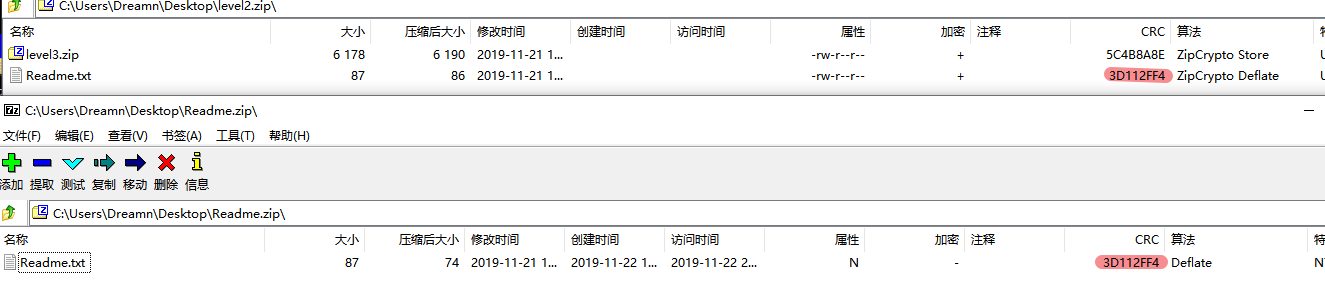 C:\Users\Dreamn\Desktop\level2.zip\
名称 大小 压缩后大小 修改时间 创建时间 访问时间 属性 加密 注释 CRC 算法 特
level3.zip 6 178 6 190 2019-11-21 1... -rw-r--r-- + 5C4B8A8E ZipCrypto Store U
Readme.txt 87 86 2019-11-21 1... -rw-r--r-- + 3D112FF4 ZipCrypto Deflate U
7z C:\Users\Dreamn\Desktop\Readme.zip\
文件(F) 编辑(E) 查看(V) 书签(A) 工具(T) 帮助(H)
添加 提取 测试 复制 移动 删除 信息
C:\Users\Dreamn\Desktop\Readme.zip\
名称 大小 压缩后大小 修改时间 创建时间 访问时间 属性 加密 注释 CRC 算法 特
Readme.txt 87 74 2019-11-21 1... 2019-11-22 1... 2019-11-22 2... N - 3D112FF4 Deflate N